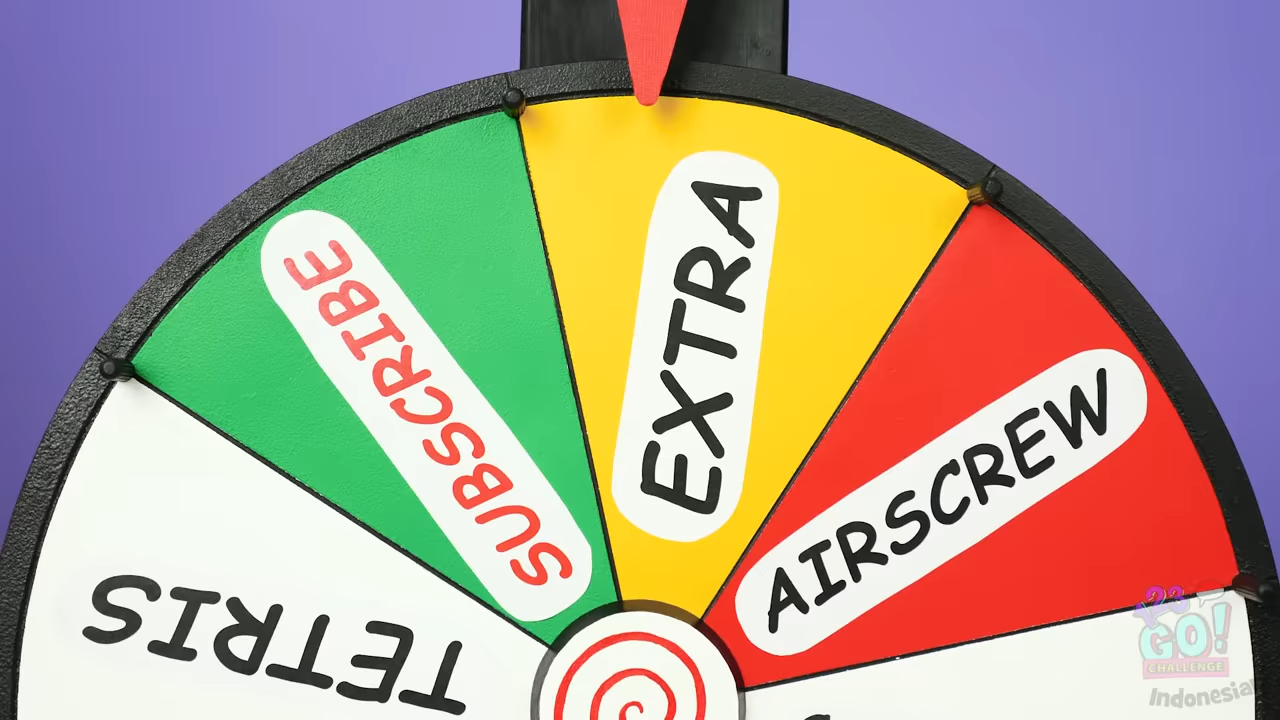 TETRIS
SUBSCRIBE
EXTRA
AIRSCREW
123
GO!
CHALLENGE
Indonesia